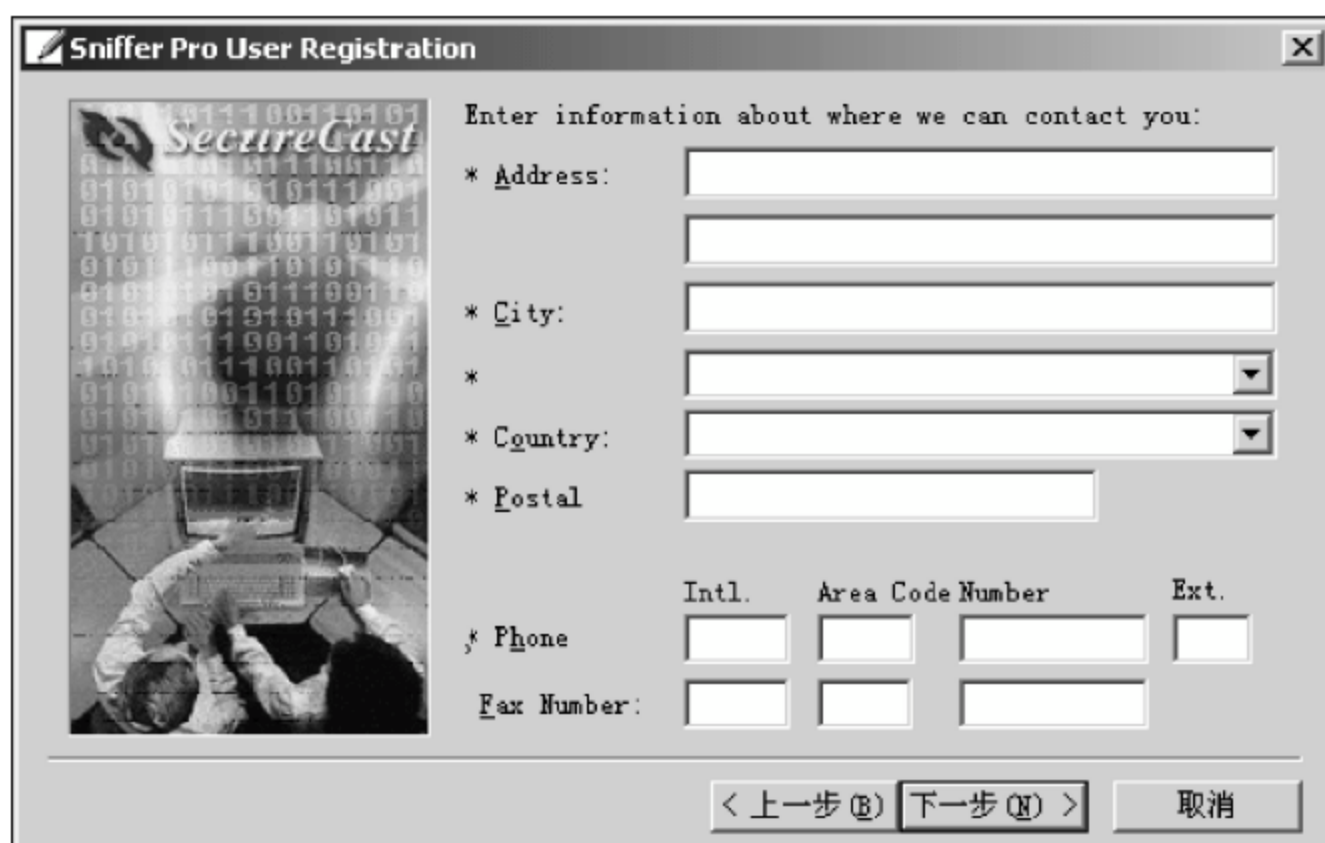 Sniffer Pro User Registration
SecureCast
Enter information about where we can contact you:
* Address:
* City:
*
* Country:
* Postal
Intl. Area Code Number Ext.
* Phone
Fax Number:
< 上一步(B) 下一步(N) > 取消